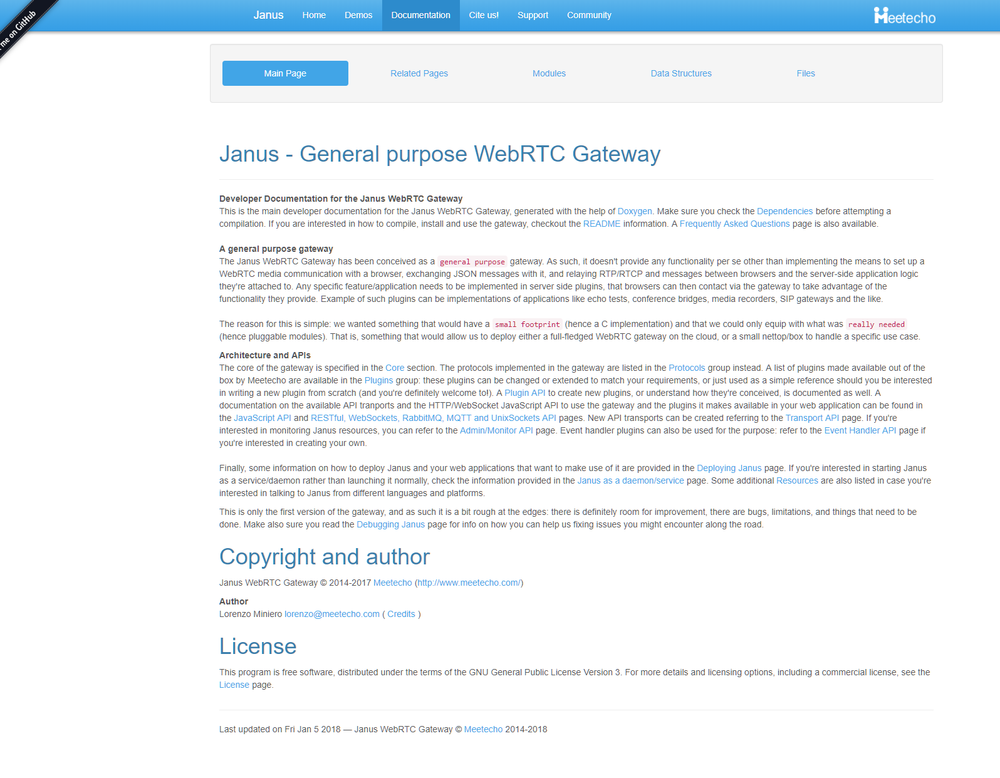 me on GitHub
Janus Home Demos Documentation Cite us! Support Community Meetecho
Main Page Related Pages Modules Data Structures Files
Janus - General purpose WebRTC Gateway
Developer Documentation for the Janus WebRTC Gateway
This is the main developer documentation for the Janus WebRTC Gateway, generated with the help of Doxygen. Make sure you check the Dependencies before attempting a
compilation. If you are interested in how to compile, install and use the gateway, checkout the README information. A Frequently Asked Questions page is also available.
A general purpose gateway
The Janus WebRTC Gateway has been conceived as a general purpose gateway. As such, it doesn't provide any functionality per se other than implementing the means to set up a
WebRTC media communication with a browser, exchanging JSON messages with it, and relaying RTP/RTCP and messages between browsers and the server-side application logic
they're attached to. Any specific feature/application needs to be implemented in server side plugins, that browsers can then contact via the gateway to take advantage of the
functionality they provide. Example of such plugins can be implementations of applications like echo tests, conference bridges, media recorders, SIP gateways and the like.
The reason for this is simple: we wanted something that would have a small footprint (hence a C implementation) and that we could only equip with what was really needed
(hence pluggable modules). That is, something that would allow us to deploy either a full-fledged WebRTC gateway on the cloud, or a small nettop/box to handle a specific use case.
Architecture and APIs
The core of the gateway is specified in the Core section. The protocols implemented in the gateway are listed in the Protocols group instead. A list of plugins made available out of the
box by Meetecho are available in the Plugins group: these plugins can be changed or extended to match your requirements, or just used as a simple reference should you be interested
in writing a new plugin from scratch (and you're definitely welcome to!). A Plugin API to create new plugins, or understand how they're conceived, is documented as well. A
documentation on the available API tranports and the HTTP/WebSocket JavaScript API to use the gateway and the plugins it makes available in your web application can be found in
the JavaScript API and RESTful, WebSockets, RabbitMQ, MQTT and UnixSockets API pages. New API transports can be created referring to the Transport API page. If you're
interested in monitoring Janus resources, you can refer to the Admin/Monitor API page. Event handler plugins can also be used for the purpose: refer to the Event Handler API page if
you're interested in creating your own.
Finally, some information on how to deploy Janus and your web applications that want to make use of it are provided in the Deploying Janus page. If you're interested in starting Janus
as a service/daemon rather than launching it normally, check the information provided in the Janus as a daemon/service page. Some additional Resources are also listed in case you're
interested in talking to Janus from different languages and platforms.
This is only the first version of the gateway, and as such it is a bit rough at the edges: there is definitely room for improvement, there are bugs, limitations, and things that need to be
done. Make also sure you read the Debugging Janus page for info on how you can help us fixing issues you might encounter along the road.
Copyright and author
Janus WebRTC Gateway © 2014-2017 Meetecho (http://www.meetecho.com/)
Author
Lorenzo Miniero lorenzo@meetecho.com ( Credits )
License
This program is free software, distributed under the terms of the GNU General Public License Version 3. For more details and licensing options, including a commercial license, see the
License page.
Last updated on Fri Jan 5 2018 — Janus WebRTC Gateway © Meetecho 2014-2018